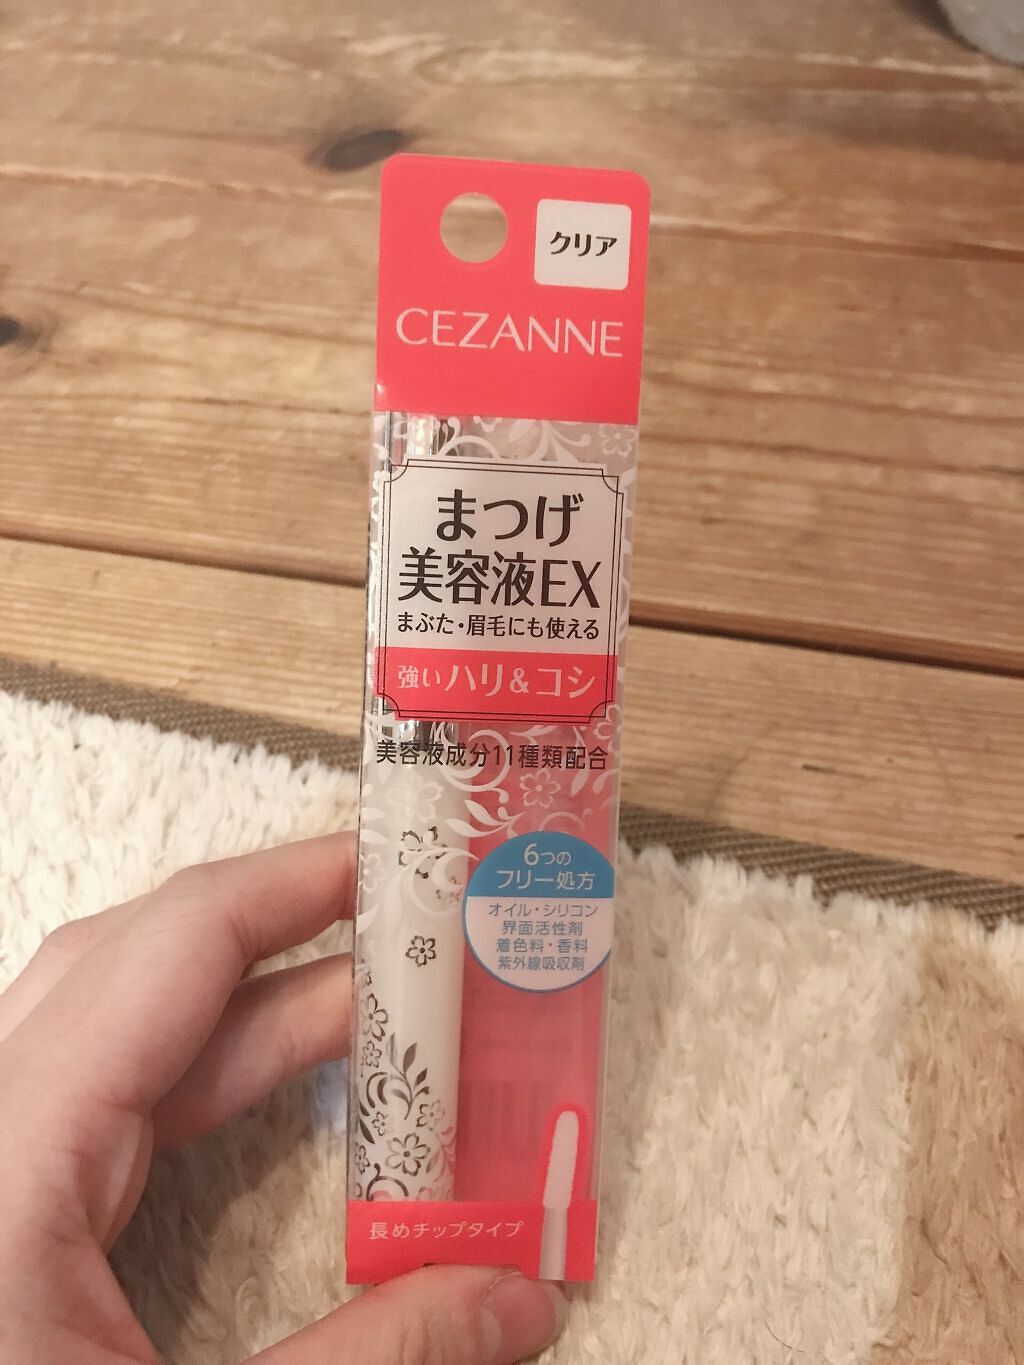 クリア
CEZANNE
まつげ
美容液EX
まぶた・眉毛にも使える
強いハリ&コシ
美容液成分11種類配合
6つの
フリー処方
オイル・シリコン
界面活性剤
着色料・香料
紫外線吸収剤
長めチップタイプ